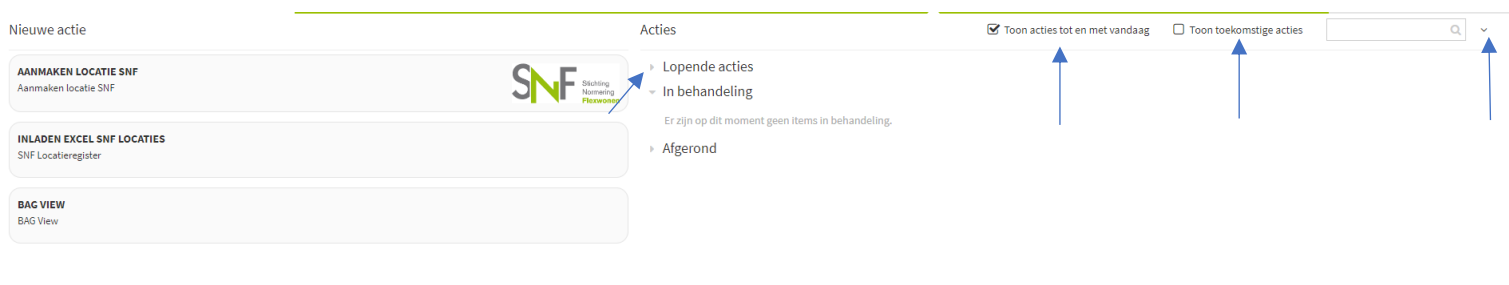 Nieuwe actie
AANMAKEN LOCATIE SNF
Aanmaken locatie SNF
SNF Stichting
Normering
Flexwonen
INLADEN EXCEL SNF LOCATIES
SNF Locatieregister
BAG VIEW
BAG View
Acties
Toon acties tot en met vandaag
Toon toekomstige acties
Lopende acties
In behandeling
Er zijn op dit moment geen items in behandeling.
Afgerond